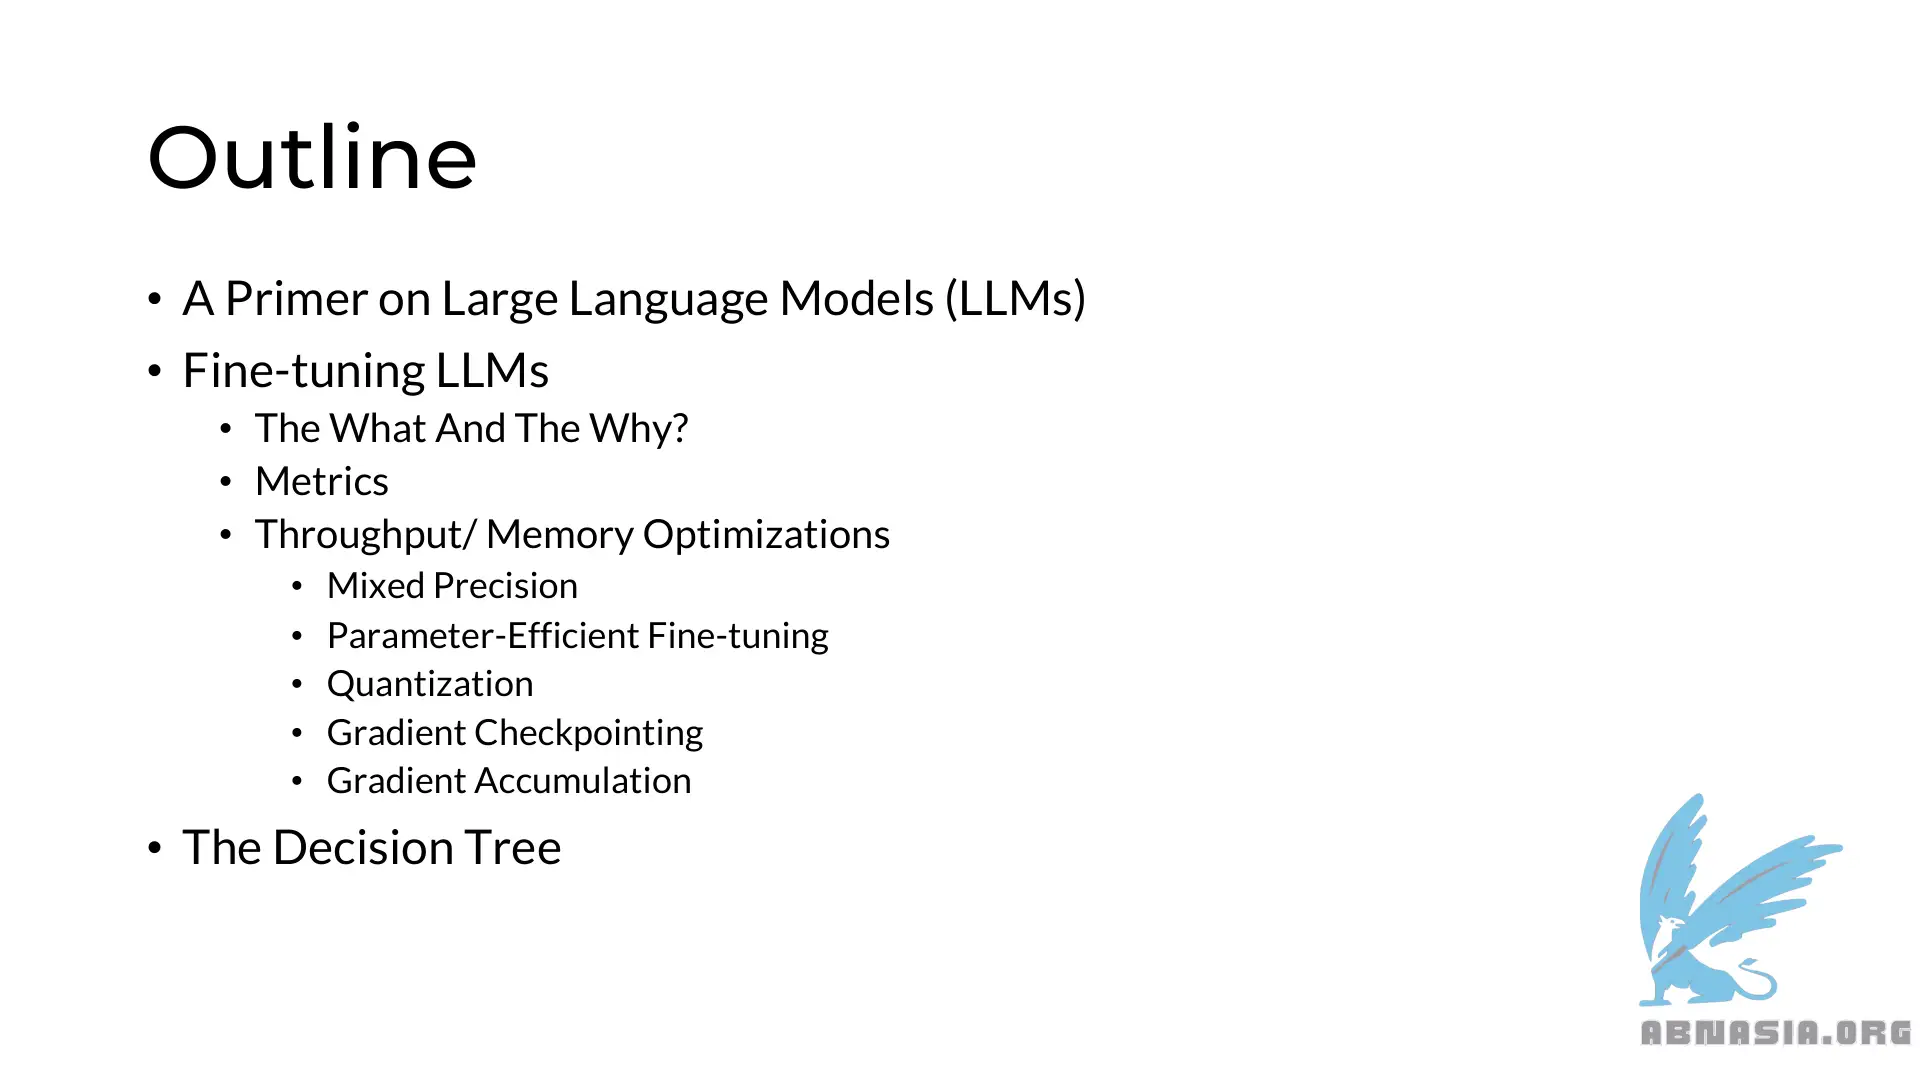 Outline
• A Primer on Large Language Models (LLMs)
• Fine-tuning LLMs
• The What And The Why?
• Metrics
• Throughput/ Memory Optimizations
• Mixed Precision
• Parameter-Efficient Fine-tuning
• Quantization
• Gradient Checkpointing
• Gradient Accumulation
• The Decision Tree
ABNASIA.ORG